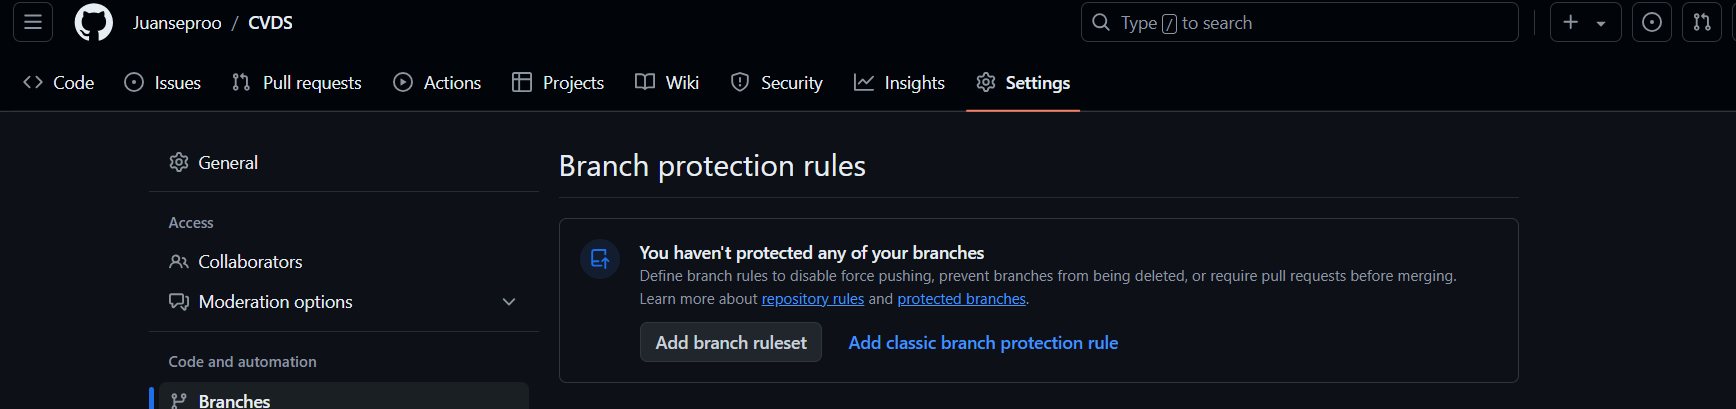 Juanseproo / CVDS
Type / to search
Code Issues Pull requests Actions Projects Wiki Security Insights Settings
General
Access
Collaborators
Moderation options
Code and automation
Branches
Branch protection rules
You haven't protected any of your branches
Define branch rules to disable force pushing, prevent branches from being deleted, or require pull requests before merging.
Learn more about repository rules and protected branches.
Add branch ruleset Add classic branch protection rule